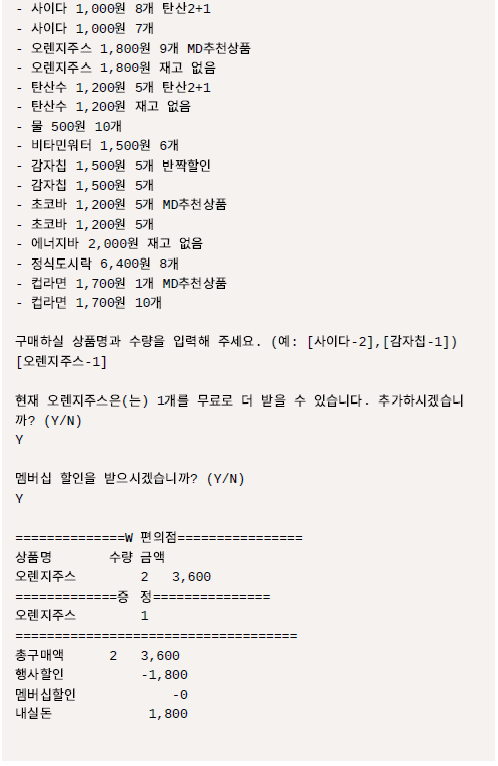 - 사이다 1,000원 8개 탄산2+1
- 사이다 1,000원 7개
- 오렌지주스 1,800원 9개 MD추천상품
- 오렌지주스 1,800원 재고 없음
- 탄산수 1,200원 5개 탄산2+1
- 탄산수 1,200원 재고 없음
- 물 500원 10개
- 비타민워터 1,500원 6개
- 감자칩 1,500원 5개 반짝할인
- 감자칩 1,500원 5개
- 초코바 1,200원 5개 MD추천상품
- 초코바 1,200원 5개
- 에너지바 2,000원 재고 없음
- 정식도시락 6,400원 8개
- 컵라면 1,700원 1개 MD추천상품
- 컵라면 1,700원 10개
구매하실 상품명과 수량을 입력해 주세요. (예: [사이다-2],[감자칩-1])
[오렌지주스-1]
현재 오렌지주스은(는) 1개를 무료로 더 받을 수 있습니다. 추가하시겠습니
까? (Y/N)
Y
멤버십 할인을 받으시겠습니까? (Y/N)
Y
==============W 편의점================
상품명 수량 금액
오렌지주스 2 3,600
=============증 정===============
오렌지주스 1
====================================
총구매액 2 3,600
행사할인 -1,800
멤버십할인 -0
내실돈 1,800